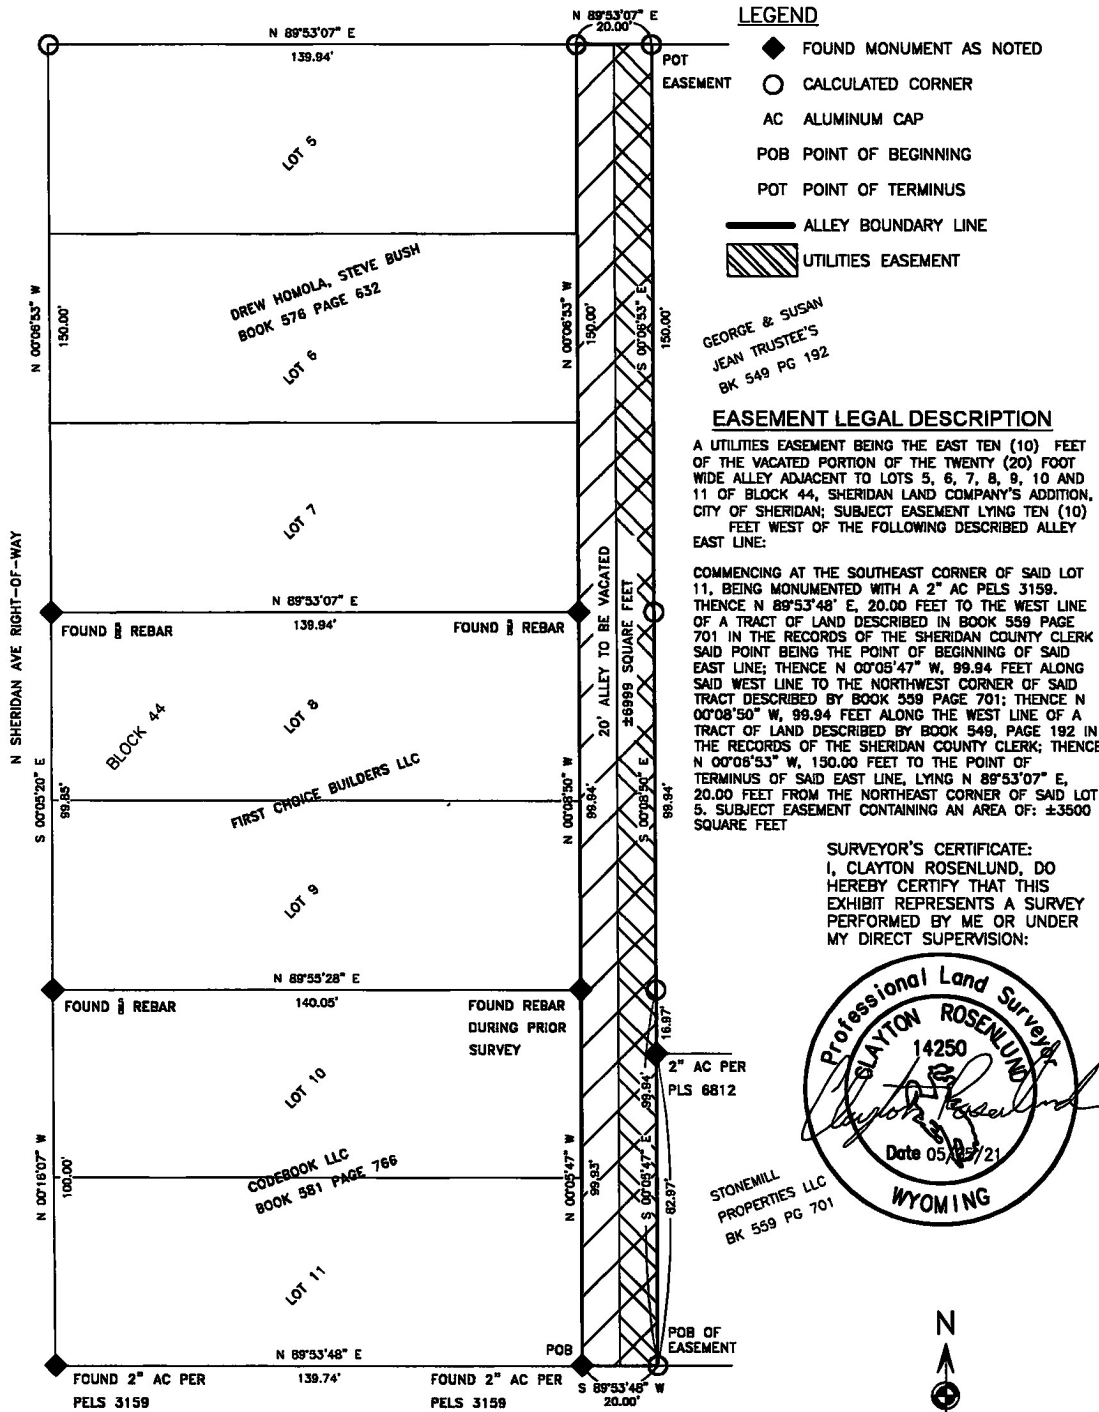 N 89°53'07" E
139.94'
N 89°53'07" E
20.00'
POT
EASEMENT
LEGEND
FOUND MONUMENT AS NOTED
CALCULATED CORNER
AC ALUMINUM CAP
POB POINT OF BEGINNING
POT POINT OF TERMINUS
ALLEY BOUNDARY LINE
UTILITIES EASEMENT
LOT 5
DREW HOMOLA, STEVE BUSH
BOOK 576 PAGE 632
LOT 6
N 00°06'53" W
150.00'
N 00°06'53" W
150.00'
S 00°06'53" E
150.00'
GEORGE & SUSAN
JEAN TRUSTEE'S
BK 549 PG 192
LOT 7
N SHERIDAN AVE RIGHT-OF-WAY
N 89°53'07" E
139.94'
FOUND REBAR
FOUND REBAR
20' ALLEY TO BE VACATED
±6999 SQUARE FEET
BLOCK 44
LOT 8
FIRST CHOICE BUILDERS LLC
S 00°05'20" E
99.85'
N 00°08'50" W
99.94'
S 00°08'50" E
99.94'
LOT 9
N 89°55'28" E
140.05'
FOUND REBAR
FOUND REBAR
DURING PRIOR
SURVEY
16.97'
2" AC PER
PLS 6812
LOT 10
CODEBOOK LLC
BOOK 581 PAGE 766
N 00°16'07" W
100.00'
N 00°05'47" W
99.93'
S 00°05'47" E
99.94'
82.97'
STONEMILL
PROPERTIES LLC
BK 559 PG 701
LOT 11
N 89°53'48" E
139.74'
POB
POB OF
EASEMENT
FOUND 2" AC PER
PELS 3159
FOUND 2" AC PER
PELS 3159
S 89°53'48" W
20.00'
EASEMENT LEGAL DESCRIPTION
A UTILITIES EASEMENT BEING THE EAST TEN (10) FEET
OF THE VACATED PORTION OF THE TWENTY (20) FOOT
WIDE ALLEY ADJACENT TO LOTS 5, 6, 7, 8, 9, 10 AND
11 OF BLOCK 44, SHERIDAN LAND COMPANY'S ADDITION,
CITY OF SHERIDAN; SUBJECT EASEMENT LYING TEN (10)
FEET WEST OF THE FOLLOWING DESCRIBED ALLEY
EAST LINE:
COMMENCING AT THE SOUTHEAST CORNER OF SAID LOT
11, BEING MONUMENTED WITH A 2" AC PELS 3159.
THENCE N 89°53'48' E, 20.00 FEET TO THE WEST LINE
OF A TRACT OF LAND DESCRIBED IN BOOK 559 PAGE
701 IN THE RECORDS OF THE SHERIDAN COUNTY CLERK
SAID POINT BEING THE POINT OF BEGINNING OF SAID
EAST LINE; THENCE N 00°05'47" W, 99.94 FEET ALONG
SAID WEST LINE TO THE NORTHWEST CORNER OF SAID
TRACT DESCRIBED BY BOOK 559 PAGE 701; THENCE N
00°08'50" W, 99.94 FEET ALONG THE WEST LINE OF A
TRACT OF LAND DESCRIBED BY BOOK 549, PAGE 192 IN
THE RECORDS OF THE SHERIDAN COUNTY CLERK; THENCE
N 00°06'53" W, 150.00 FEET TO THE POINT OF
TERMINUS OF SAID EAST LINE, LYING N 89°53'07" E,
20.00 FEET FROM THE NORTHEAST CORNER OF SAID LOT
5. SUBJECT EASEMENT CONTAINING AN AREA OF: ±3500
SQUARE FEET
SURVEYOR'S CERTIFICATE:
I, CLAYTON ROSENLUND, DO
HEREBY CERTIFY THAT THIS
EXHIBIT REPRESENTS A SURVEY
PERFORMED BY ME OR UNDER
MY DIRECT SUPERVISION:
Professional Land Surveyor
CLAYTON ROSENLUND
14250
Clayton Rosenlund
Date 05/ /21
WYOMING
N